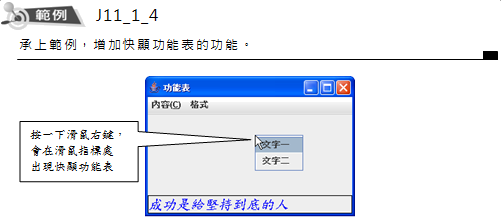 範例 J11_1_4
承上範例，增加快顯功能表的功能。
功能表
內容(C) 格式
按一下滑鼠右鍵，
會在滑鼠指標處
出現快顯功能表
文字一
文字二
成功是給堅持到底的人